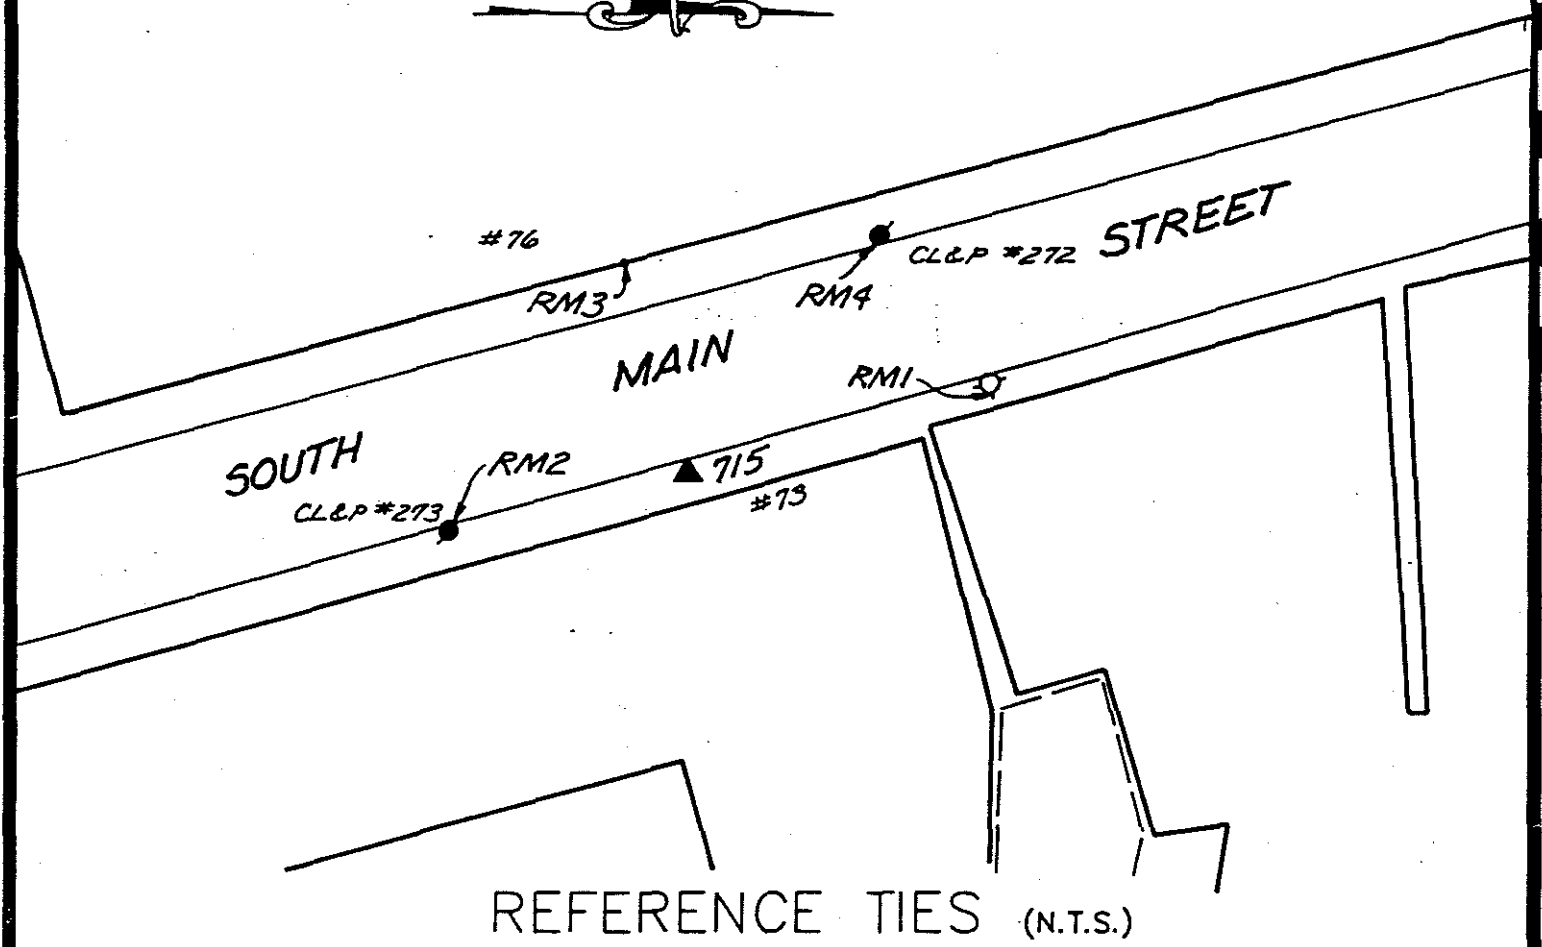 #76
RM3
RM4
CL&P #272
SOUTH MAIN STREET
RM1
RM2
CL&P #273
715
#73
REFERENCE TIES (N.T.S.)